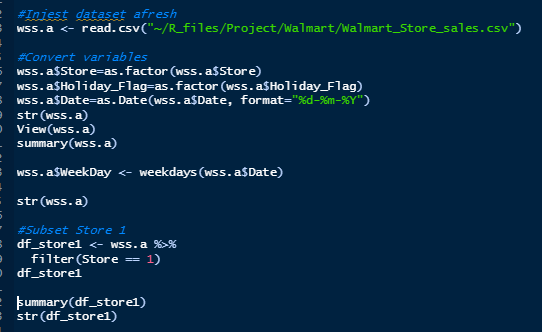 #Injest dataset afresh
wss.a <- read.csv("~/R_files/Project/Walmart/Walmart_Store_sales.csv")
#Convert variables
wss.a$Store=as.factor(wss.a$Store)
wss.a$Holiday_Flag=as.factor(wss.a$Holiday_Flag)
wss.a$Date=as.Date(wss.a$Date, format="%d-%m-%Y")
str(wss.a)
View(wss.a)
summary(wss.a)
wss.a$WeekDay <- weekdays(wss.a$Date)
str(wss.a)
#Subset Store 1
df_store1 <- wss.a %>%
  filter(Store == 1)
df_store1
summary(df_store1)
str(df_store1)